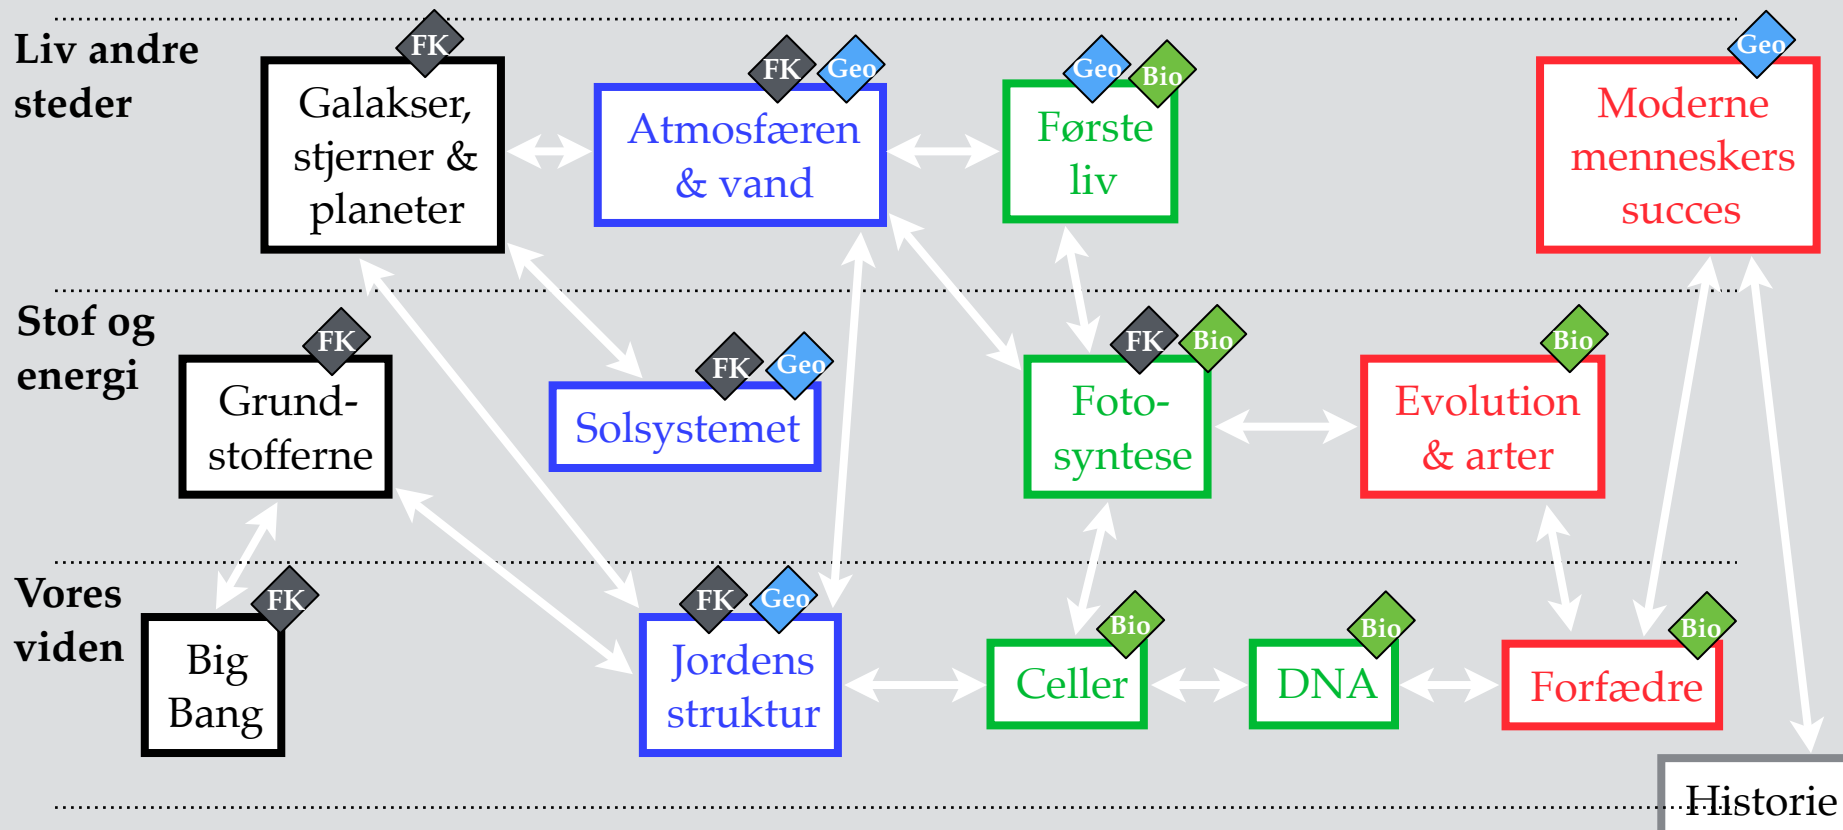 Liv andre
steder
FK
Galakser,
stjerner &
planeter
FK
Geo
Atmosfæren
& vand
Geo
Bio
Første
liv
Geo
Moderne
menneskers
succes
Stof og
energi
FK
Grund-
stofferne
FK
Geo
Solsystemet
FK
Bio
Foto-
syntese
Bio
Evolution
& arter
Vores
viden
FK
Big
Bang
FK
Geo
Jordens
struktur
Bio
Celler
Bio
DNA
Bio
Forfædre
Historie